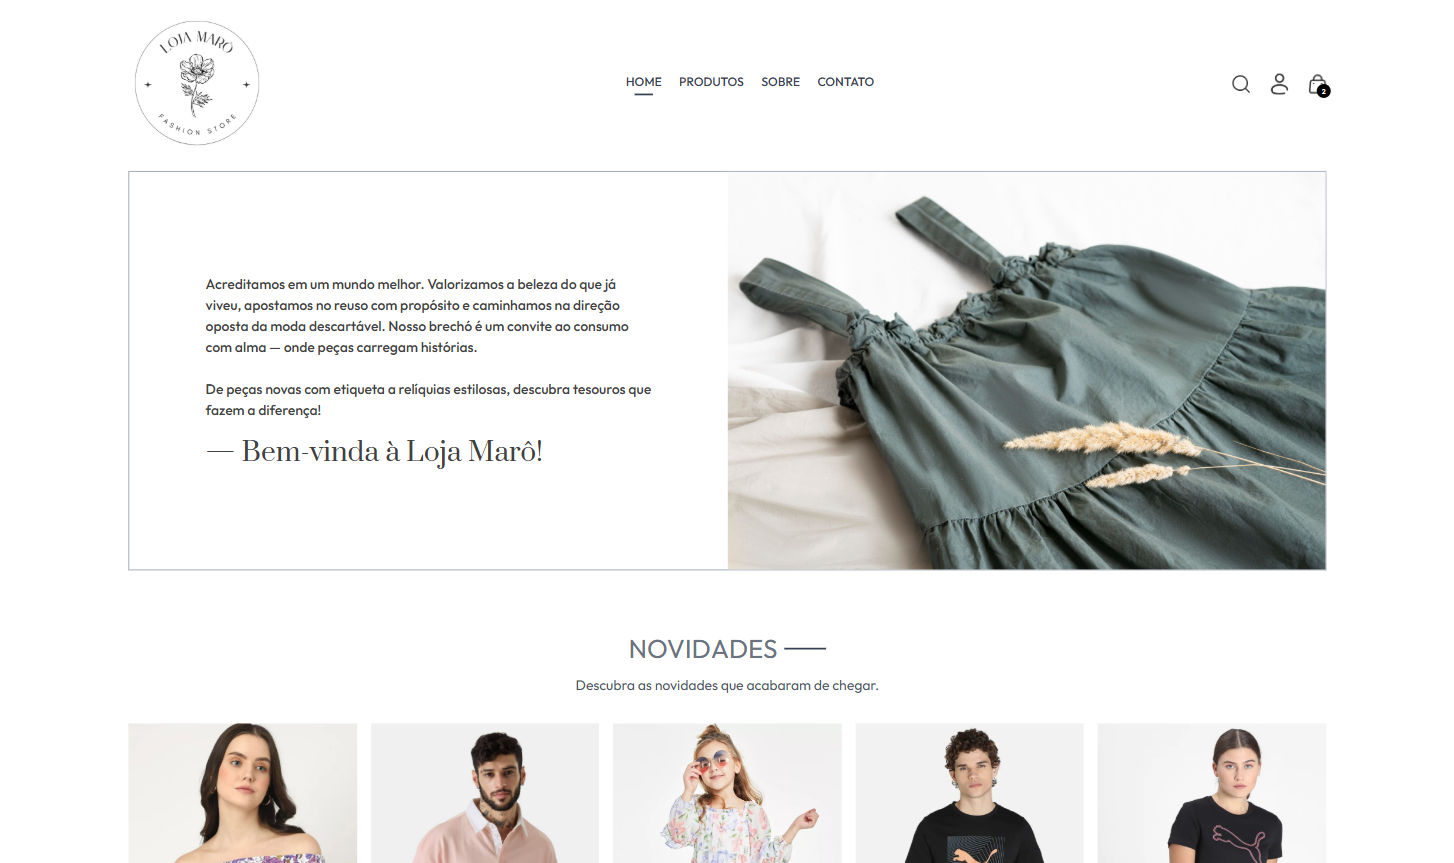 LOJA MARÔ
FASHION STORE
HOME PRODUTOS SOBRE CONTATO
2
Acreditamos em um mundo melhor. Valorizamos a beleza do que já
viveu, apostamos no reuso com propósito e caminhamos na direção
oposta da moda descartável. Nosso brechó é um convite ao consumo
com alma — onde peças carregam histórias.
De peças novas com etiqueta a relíquias estilosas, descubra tesouros que
fazem a diferença!
— Bem-vinda à Loja Marô!
NOVIDADES
Descubra as novidades que acabaram de chegar.